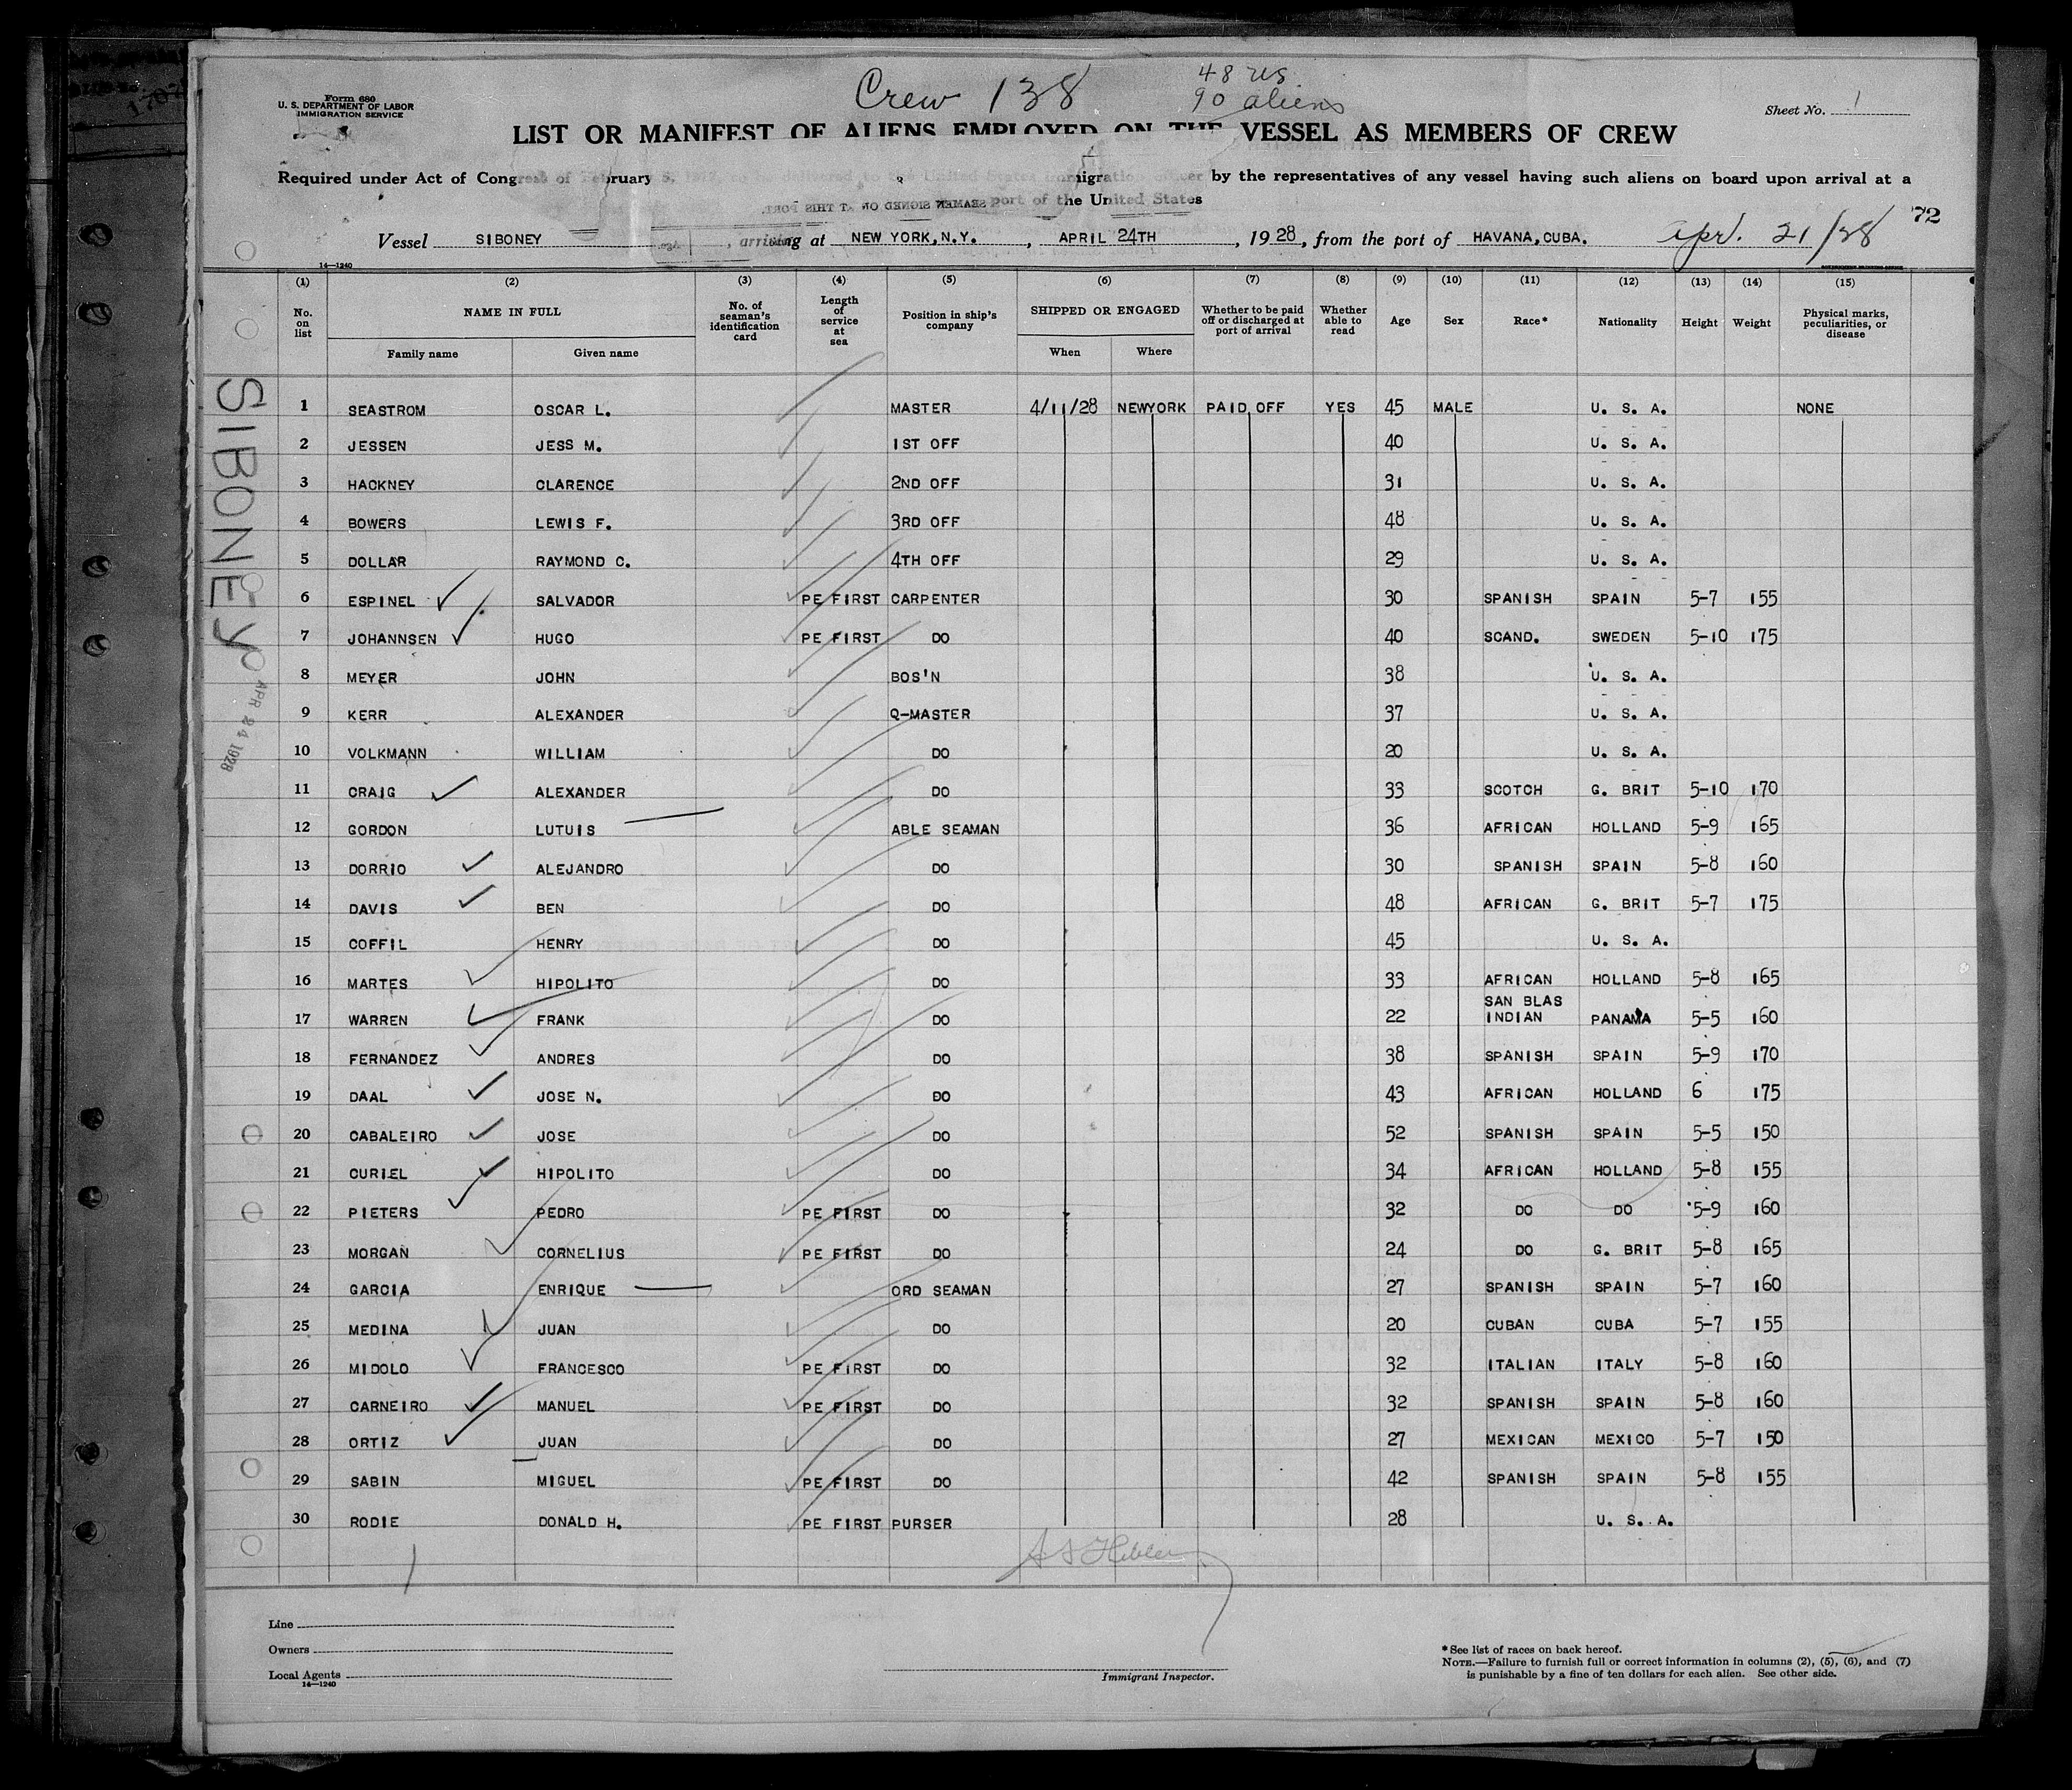 Crew 138
48 US
90 aliens
Form 680
U. S. DEPARTMENT OF LABOR
IMMIGRATION SERVICE
Sheet No. 1
LIST OR MANIFEST OF ALIENS EMPLOYED ON THE VESSEL AS MEMBERS OF CREW
Required under Act of Congress of February 5, 1917, to be delivered to the United States immigration officer by the representatives of any vessel having such aliens on board upon arrival at a
port of the United States
72
Vessel SIBONEY, arriving at NEW YORK, N.Y., APRIL 24TH, 1928, from the port of HAVANA, CUBA. Apr. 21/28
14—1240
(1) (2) (3) (4) (5) (6) (7) (8) (9) (10) (11) (12) (13) (14) (15)
No. on list NAME IN FULL No. of seaman's identification card Length of service at sea Position in ship's company SHIPPED OR ENGAGED Whether to be paid off or discharged at port of arrival Whether able to read Age Sex Race* Nationality Height Weight Physical marks, peculiarities, or disease
Family name Given name When Where
SIBONEY
APR 24 1928
1 SEASTROM OSCAR L. MASTER 4/11/28 NEWYORK PAID OFF YES 45 MALE U. S. A. NONE
2 JESSEN JESS M. 1ST OFF 40 U. S. A.
3 HACKNEY CLARENCE 2ND OFF 31 U. S. A.
4 BOWERS LEWIS F. 3RD OFF 48 U. S. A.
5 DOLLAR RAYMOND C. 4TH OFF 29 U. S. A.
6 ESPINEL SALVADOR PE FIRST CARPENTER 30 SPANISH SPAIN 5-7 155
7 JOHANNSEN HUGO PE FIRST DO 40 SCAND. SWEDEN 5-10 175
8 MEYER JOHN BOS'N 38 U. S. A.
9 KERR ALEXANDER Q-MASTER 37 U. S. A.
10 VOLKMANN WILLIAM DO 20 U. S. A.
11 CRAIG ALEXANDER DO 33 SCOTCH G. BRIT 5-10 170
12 GORDON LUTUIS ABLE SEAMAN 36 AFRICAN HOLLAND 5-9 165
13 DORRIO ALEJANDRO DO 30 SPANISH SPAIN 5-8 160
14 DAVIS BEN DO 48 AFRICAN G. BRIT 5-7 175
15 COFFIL HENRY DO 45 U. S. A.
16 MARTES HIPOLITO DO 33 AFRICAN HOLLAND 5-8 165
17 WARREN FRANK DO 22 SAN BLAS INDIAN PANAMA 5-5 160
18 FERNANDEZ ANDRES DO 38 SPANISH SPAIN 5-9 170
19 DAAL JOSE N. DO 43 AFRICAN HOLLAND 6 175
20 CABALEIRO JOSE DO 52 SPANISH SPAIN 5-5 150
21 CURIEL HIPOLITO DO 34 AFRICAN HOLLAND 5-8 155
22 PIETERS PEDRO PE FIRST DO 32 DO DO 5-9 160
23 MORGAN CORNELIUS PE FIRST DO 24 DO G. BRIT 5-8 165
24 GARCIA ENRIQUE ORD SEAMAN 27 SPANISH SPAIN 5-7 160
25 MEDINA JUAN DO 20 CUBAN CUBA 5-7 155
26 MIDOLO FRANCESCO PE FIRST DO 32 ITALIAN ITALY 5-8 160
27 CARNEIRO MANUEL PE FIRST DO 32 SPANISH SPAIN 5-8 160
28 ORTIZ JUAN DO 27 MEXICAN MEXICO 5-7 150
29 SABIN MIGUEL PE FIRST DO 42 SPANISH SPAIN 5-8 155
30 RODIE DONALD H. PE FIRST PURSER 28 U. S. A.
Line
Owners
Local Agents
14—1240
Immigrant Inspector.
*See list of races on back hereof.
NOTE.—Failure to furnish full or correct information in columns (2), (5), (6), and (7)
is punishable by a fine of ten dollars for each alien. See other side.